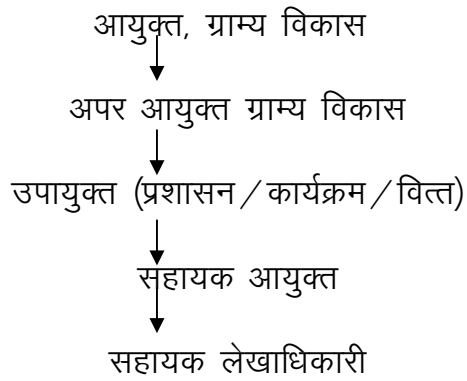 आयुक्त, ग्राम्य विकास
अपर आयुक्त ग्राम्य विकास
उपायुक्त (प्रशासन / कार्यक्रम / वित्त)
सहायक आयुक्त
सहायक लेखाधिकारी